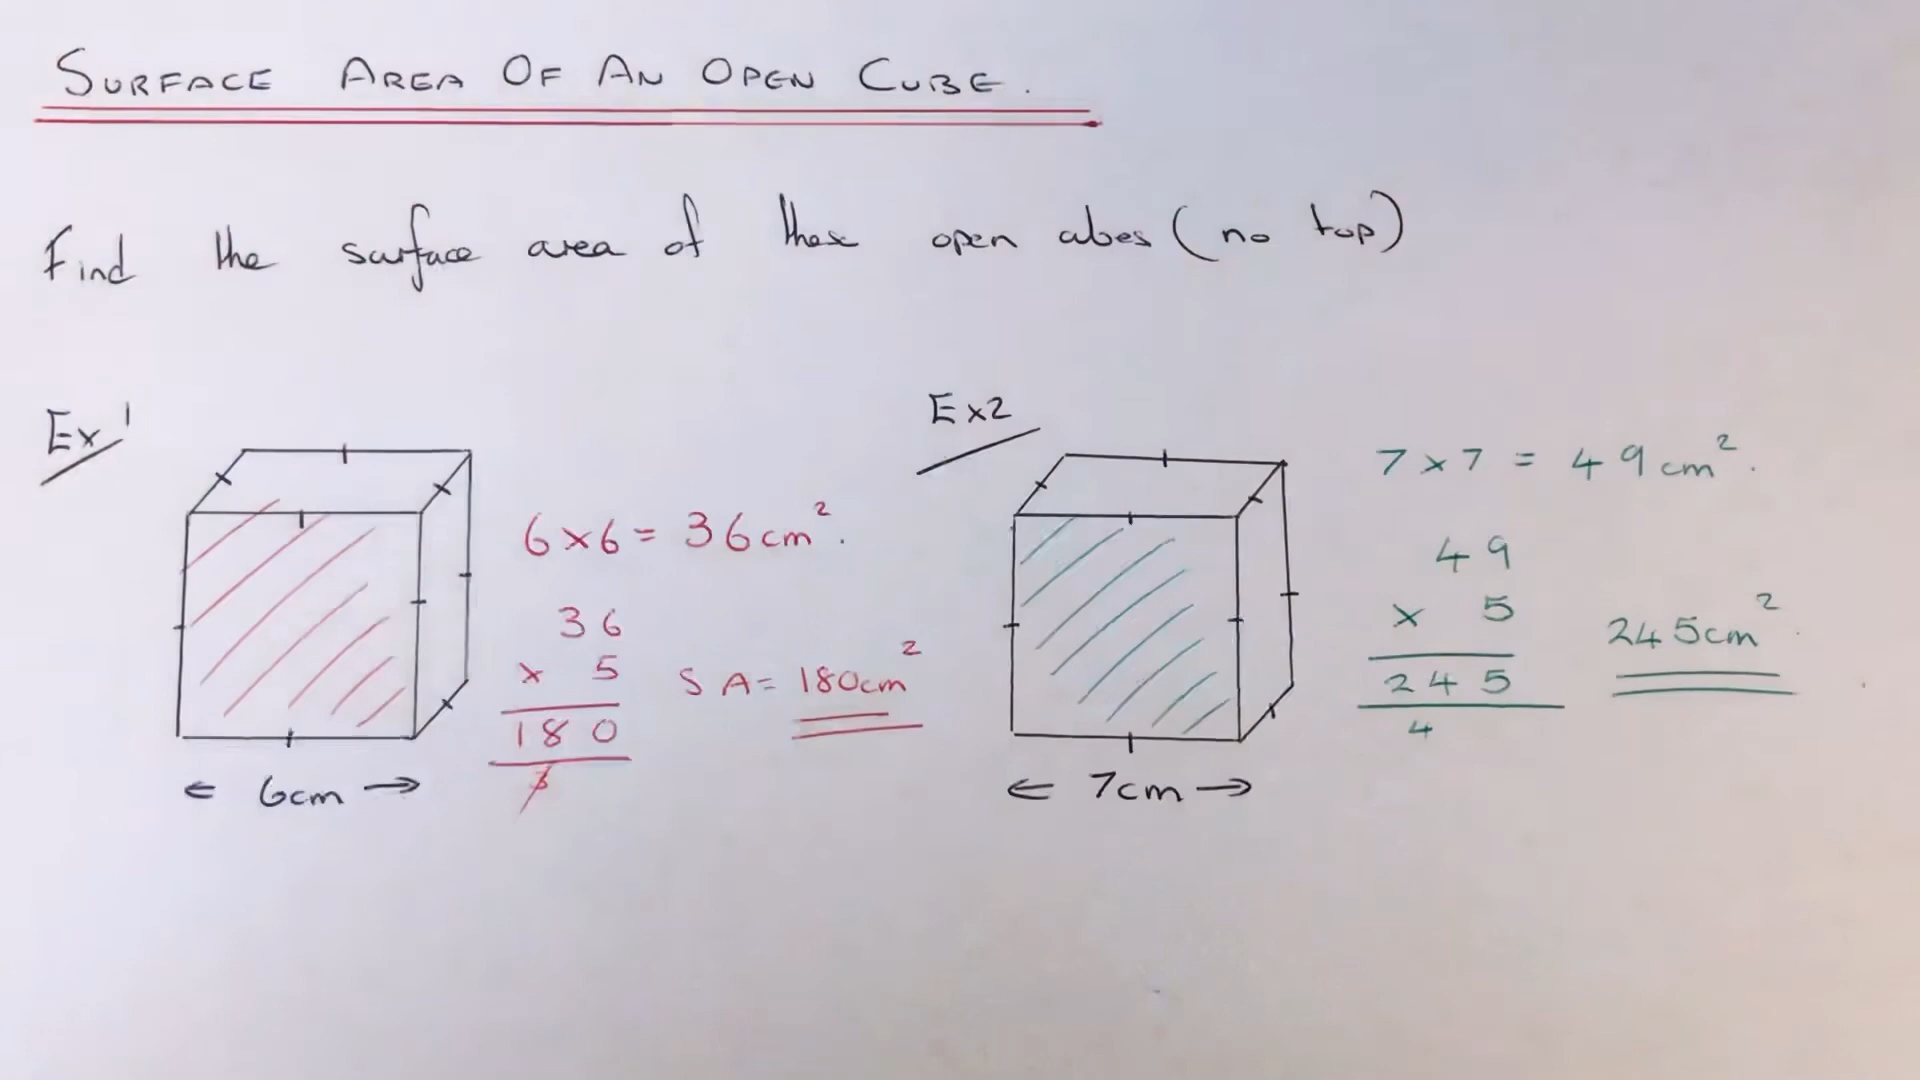 SURFACE AREA OF AN OPEN CUBE.
Find the surface area of these open cubes (no top)
Ex 1
6 x 6 = 36cm².
36
x 5
180
3
SA = 180cm²
← 6cm →
Ex2
7 x 7 = 49cm².
49
x 5
245
4
245cm²
← 7cm →